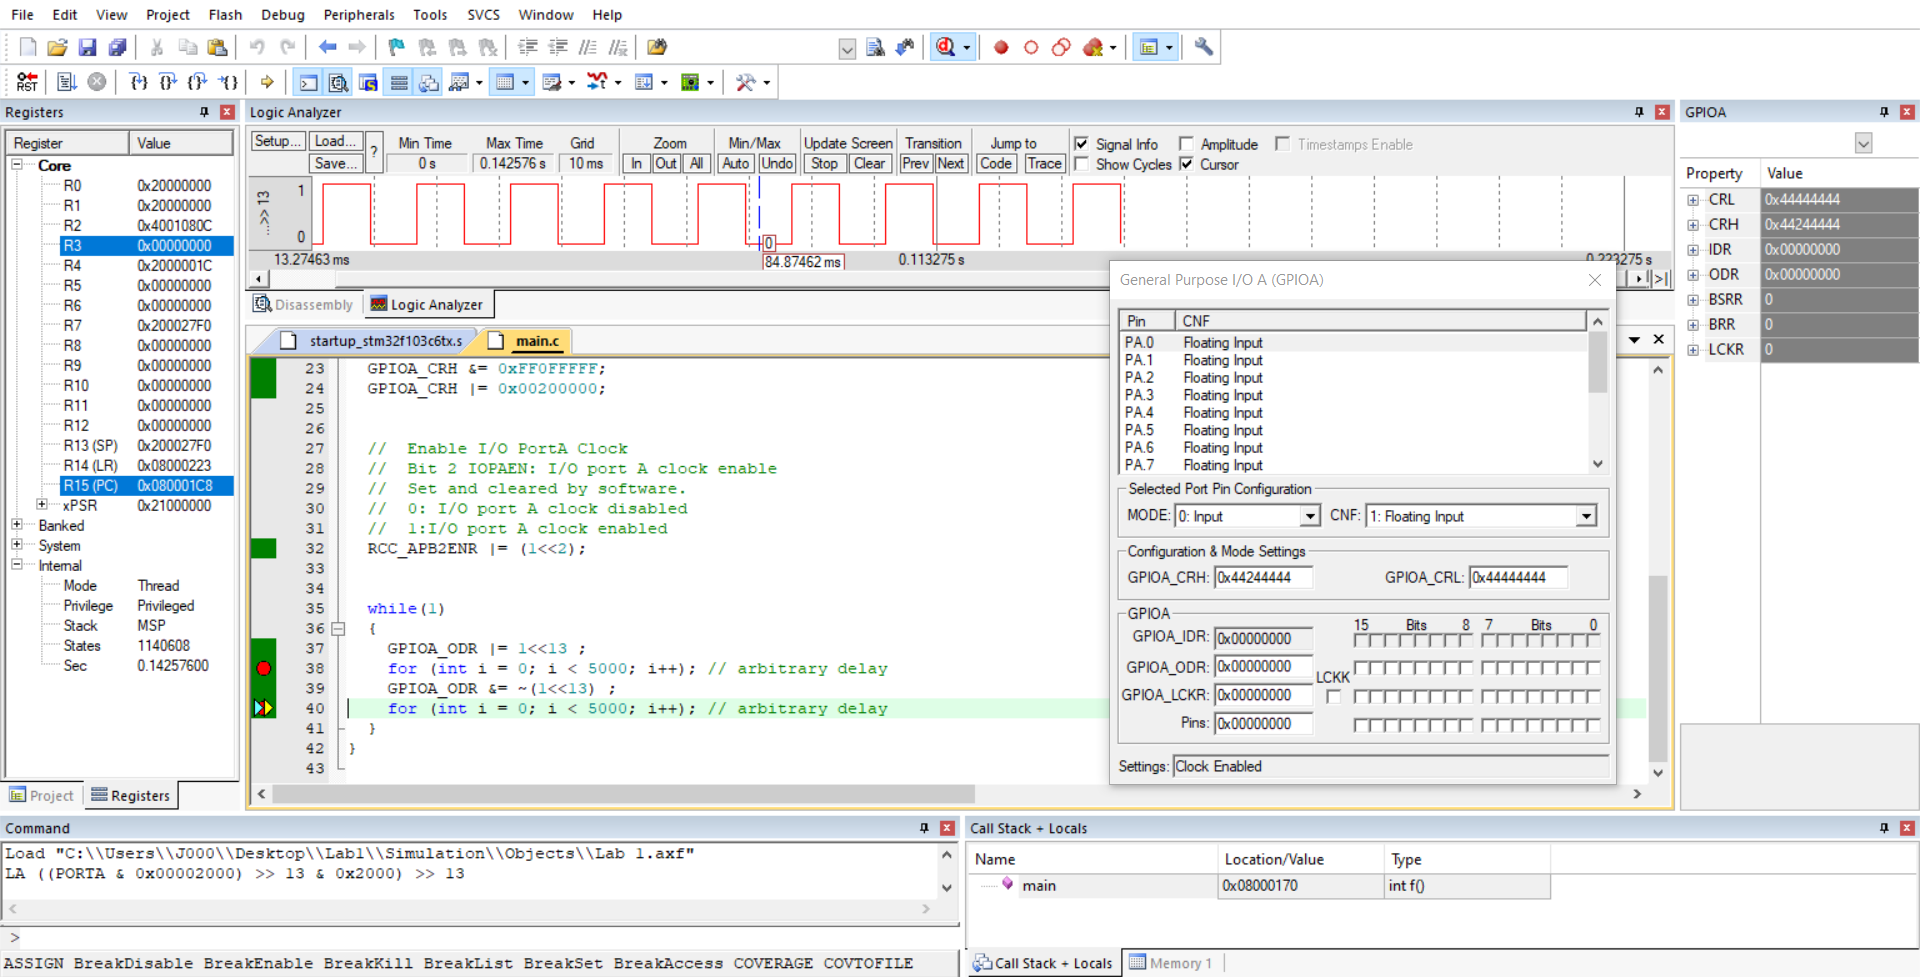 File Edit View Project Flash Debug Peripherals Tools SVCS Window Help
RST
Registers
Register Value
Core
R0 0x20000000
R1 0x20000000
R2 0x4001080C
R3 0x00000000
R4 0x2000001C
R5 0x00000000
R6 0x00000000
R7 0x200027F0
R8 0x00000000
R9 0x00000000
R10 0x00000000
R11 0x00000000
R12 0x00000000
R13 (SP) 0x200027F0
R14 (LR) 0x08000223
R15 (PC) 0x080001C8
xPSR 0x21000000
Banked
System
Internal
Mode Thread
Privilege Privileged
Stack MSP
States 1140608
Sec 0.14257600
Project Registers
Logic Analyzer
Setup... Load... Save... ?
Min Time 0 s
Max Time 0.142576 s
Grid 10 ms
Zoom In Out All
Min/Max Auto Undo
Update Screen Stop Clear
Transition Prev Next
Jump to Code Trace
Signal Info Amplitude Timestamps Enable
Show Cycles Cursor
...>> 13
1
0
0
13.27463 ms 84.87462 ms 0.113275 s 0.223275 s
Disassembly Logic Analyzer
startup_stm32f103c6tx.s main.c
23 GPIOA_CRH &= 0xFF0FFFFF;
24 GPIOA_CRH |= 0x00200000;
25
26
27 // Enable I/O PortA Clock
28 // Bit 2 IOPAEN: I/O port A clock enable
29 // Set and cleared by software.
30 // 0: I/O port A clock disabled
31 // 1:I/O port A clock enabled
32 RCC_APB2ENR |= (1<<2);
33
34
35 while(1)
36 {
37 GPIOA_ODR |= 1<<13 ;
38 for (int i = 0; i < 5000; i++); // arbitrary delay
39 GPIOA_ODR &= ~(1<<13) ;
40 for (int i = 0; i < 5000; i++); // arbitrary delay
41 }
42 }
43
General Purpose I/O A (GPIOA)
Pin CNF
PA.0 Floating Input
PA.1 Floating Input
PA.2 Floating Input
PA.3 Floating Input
PA.4 Floating Input
PA.5 Floating Input
PA.6 Floating Input
PA.7 Floating Input
Selected Port Pin Configuration
MODE: 0: Input CNF: 1: Floating Input
Configuration & Mode Settings
GPIOA_CRH: 0x44244444 GPIOA_CRL: 0x44444444
GPIOA
15 Bits 8 7 Bits 0
GPIOA_IDR: 0x00000000
GPIOA_ODR: 0x00000000
LCKK
GPIOA_LCKR: 0x00000000
Pins: 0x00000000
Settings: Clock Enabled
GPIOA
Property Value
CRL 0x44444444
CRH 0x44244444
IDR 0x00000000
ODR 0x00000000
BSRR 0
BRR 0
LCKR 0
Command
Load "C:\\Users\\J000\\Desktop\\Lab1\\Simulation\\Objects\\Lab 1.axf"
LA ((PORTA & 0x00002000) >> 13 & 0x2000) >> 13
>
ASSIGN BreakDisable BreakEnable BreakKill BreakList BreakSet BreakAccess COVERAGE COVTOFILE
Call Stack + Locals
Name Location/Value Type
main 0x08000170 int f()
Call Stack + Locals Memory 1